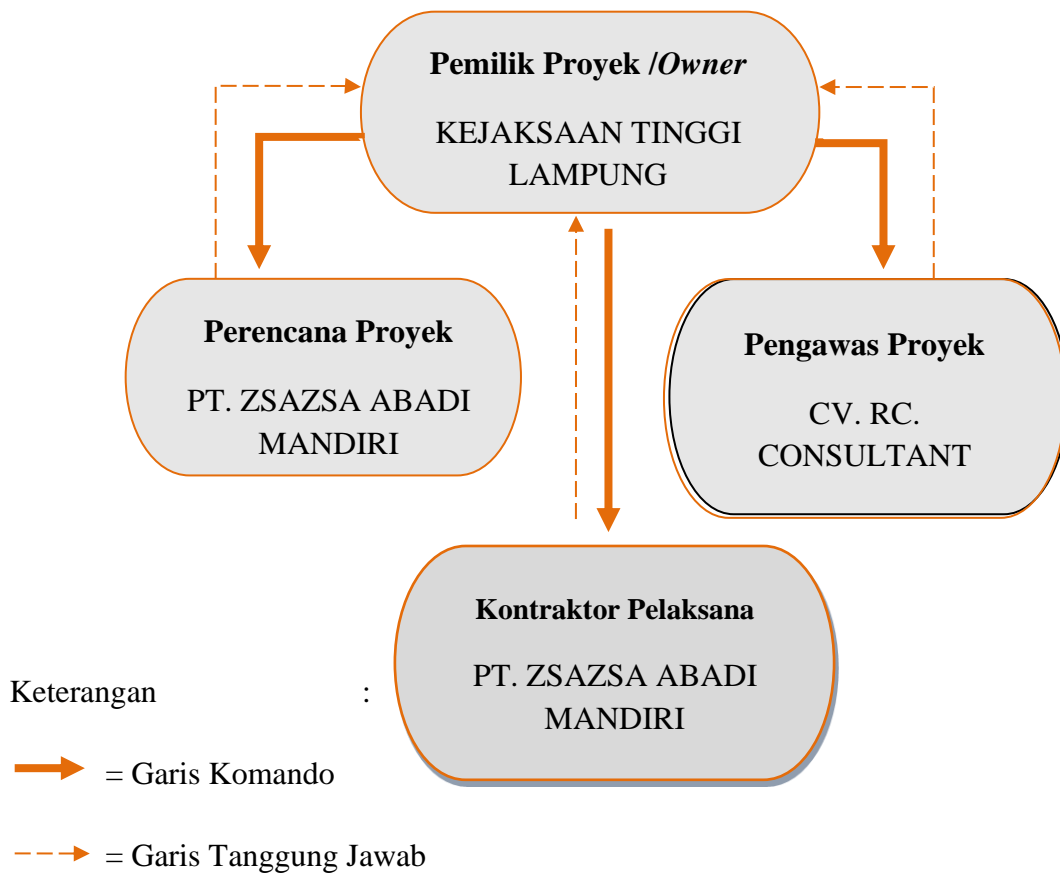 Pemilik Proyek /Owner
KEJAKSAAN TINGGI
LAMPUNG
Perencana Proyek
PT. ZSAZSA ABADI
MANDIRI
Pengawas Proyek
CV. RC.
CONSULTANT
Kontraktor Pelaksana
PT. ZSAZSA ABADI
MANDIRI
Keterangan :
= Garis Komando
= Garis Tanggung Jawab